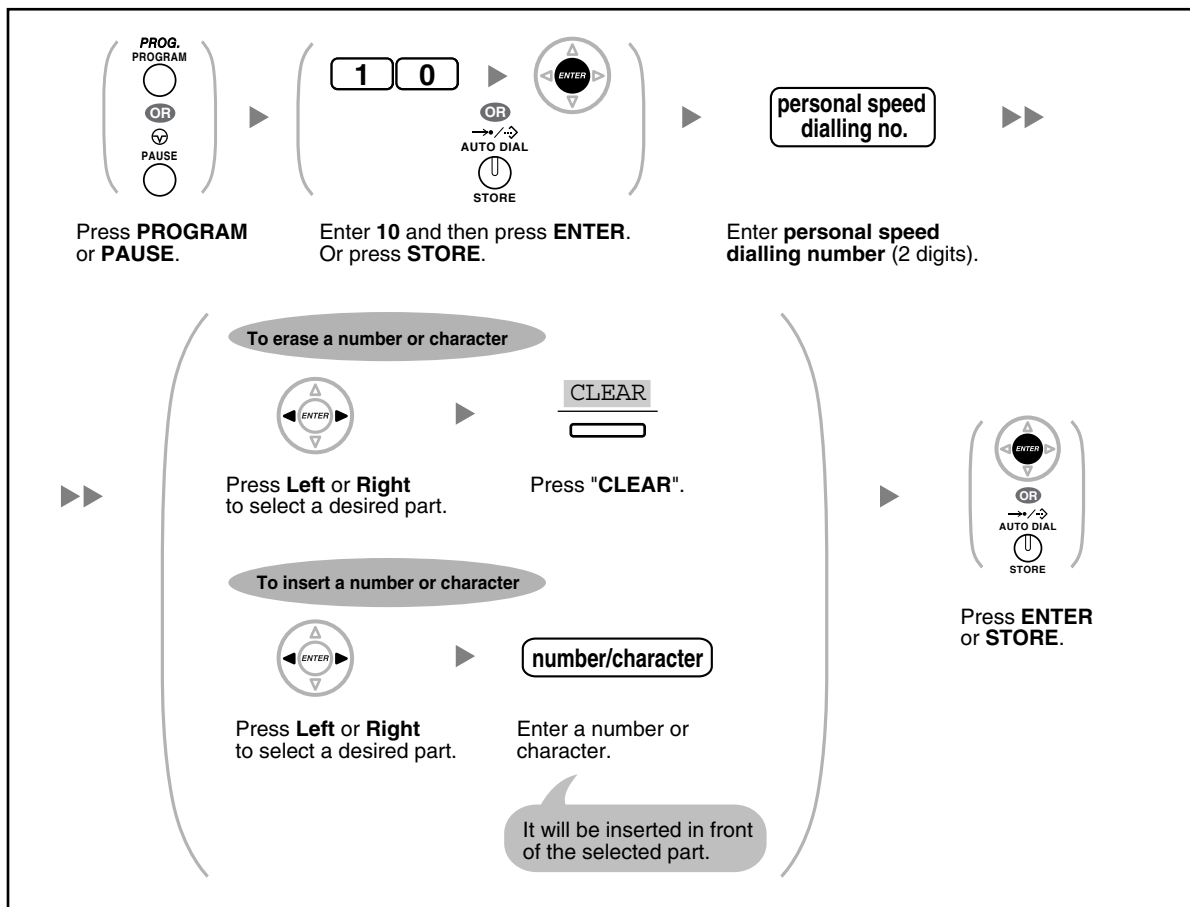 PROG.
PROGRAM
OR
PAUSE
1 0
ENTER
OR
AUTO DIAL
STORE
personal speed
dialling no.
Press PROGRAM
or PAUSE.
Enter 10 and then press ENTER.
Or press STORE.
Enter personal speed
dialling number (2 digits).
To erase a number or character
ENTER
CLEAR
Press Left or Right
to select a desired part.
Press "CLEAR".
To insert a number or character
ENTER
number/character
Press Left or Right
to select a desired part.
Enter a number or
character.
It will be inserted in front
of the selected part.
ENTER
OR
AUTO DIAL
STORE
Press ENTER
or STORE.